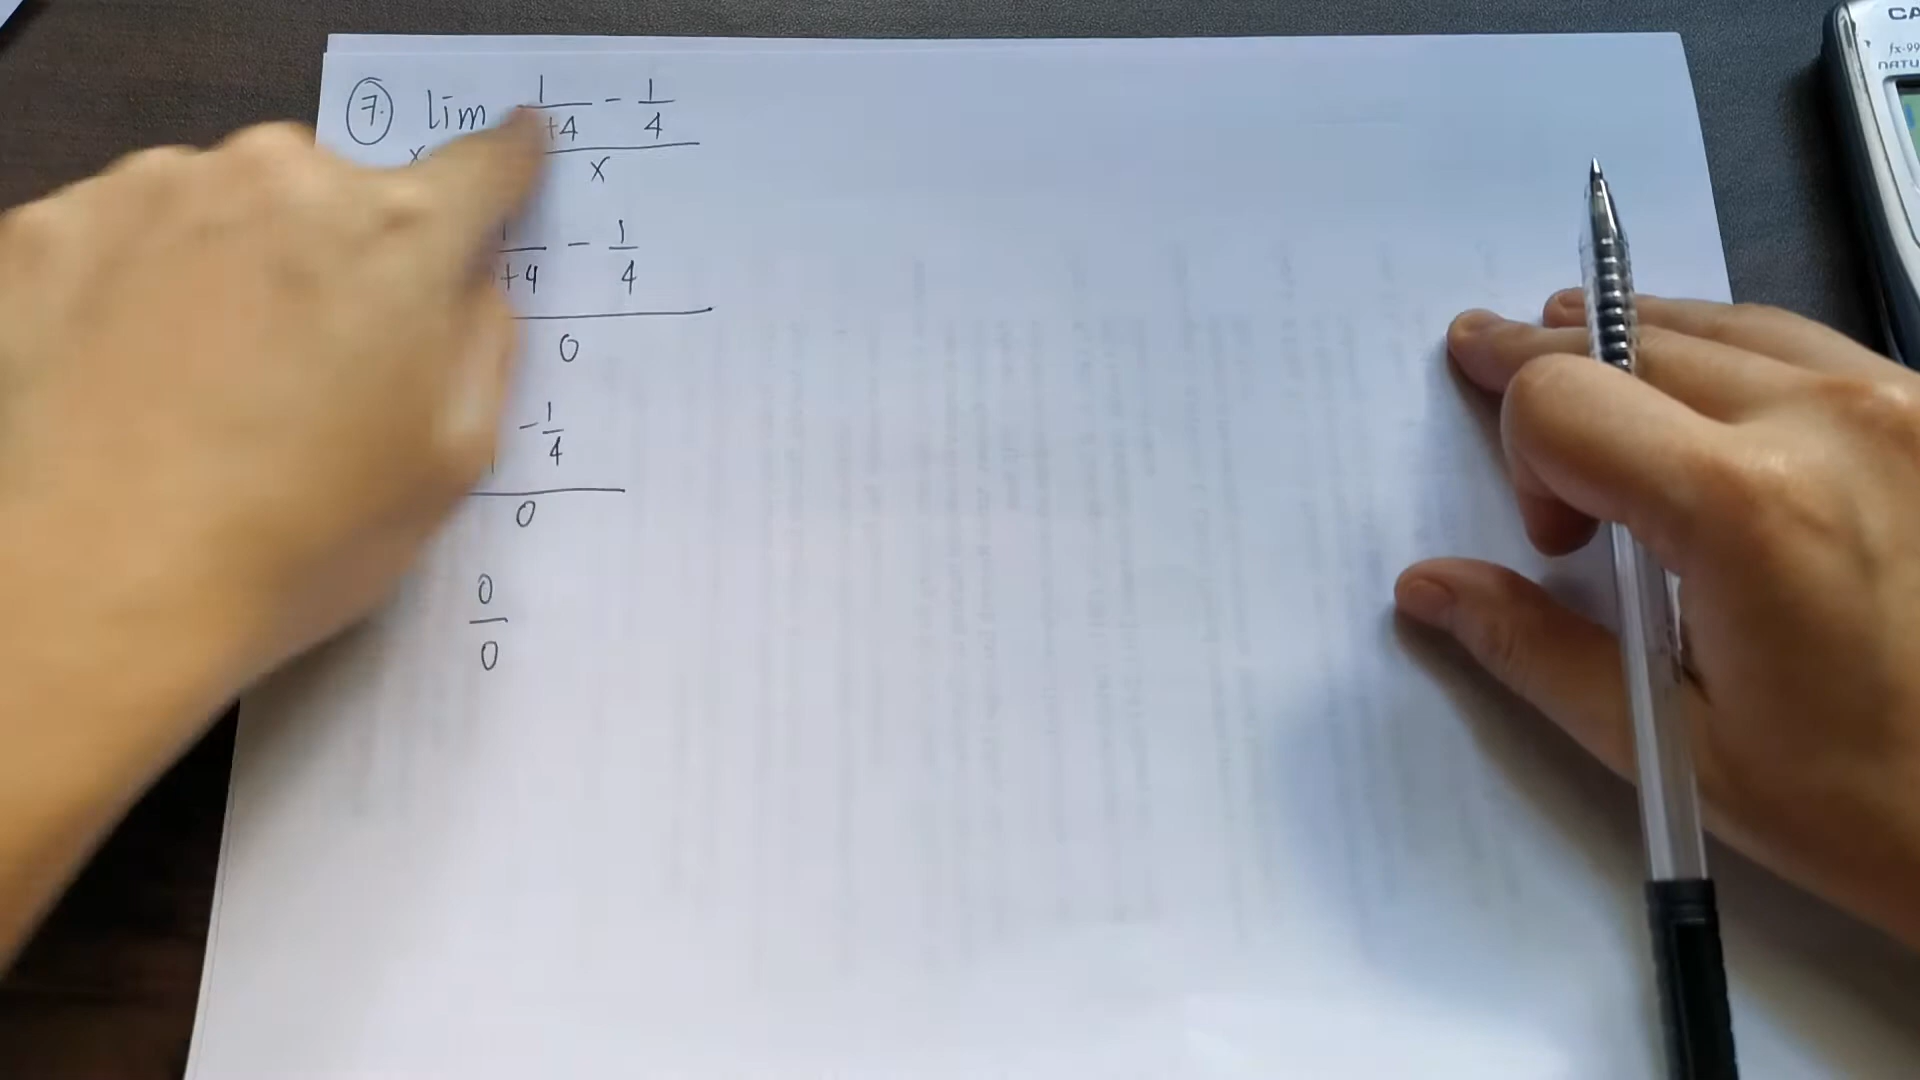 7. lim 1/+4 - 1/4
x
x
1/+4 - 1/4
0
- 1/4
0
0
0
CA
fx-99
NATU